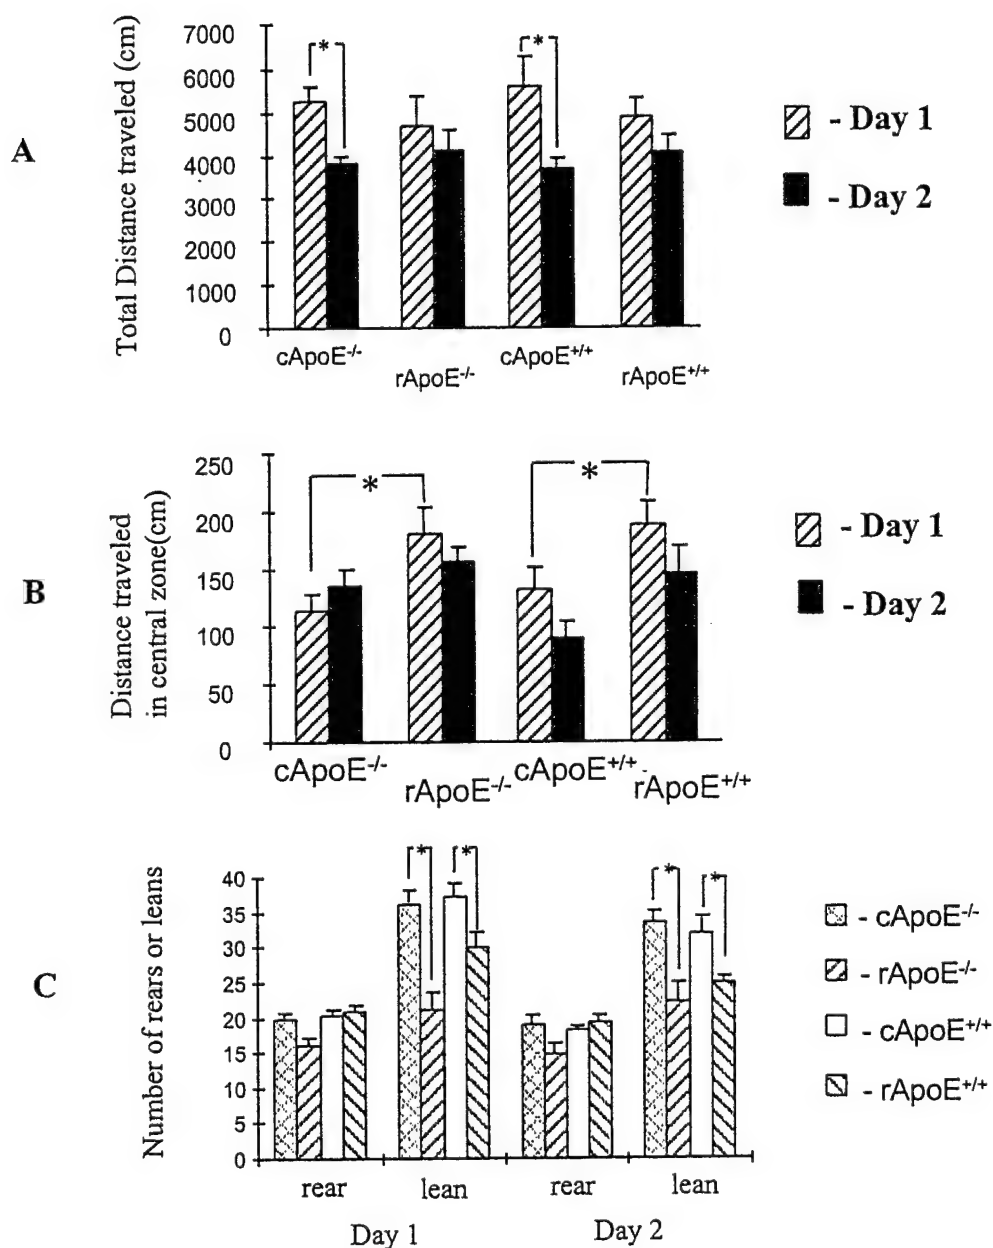 A
Total Distance traveled (cm)
7000
6000
5000
4000
3000
2000
1000
0
*
*
cApoE-/-
rApoE-/-
cApoE+/+
rApoE+/+
- Day 1
- Day 2
B
Distance traveled
in central zone(cm)
250
200
150
100
50
0
*
*
cApoE-/-
rApoE-/-
cApoE+/+
rApoE+/+
- Day 1
- Day 2
C
Number of rears or leans
40
35
30
25
20
15
10
5
0
*
*
*
*
rear
lean
rear
lean
Day 1
Day 2
- cApoE-/-
- rApoE-/-
- cApoE+/+
- rApoE+/+